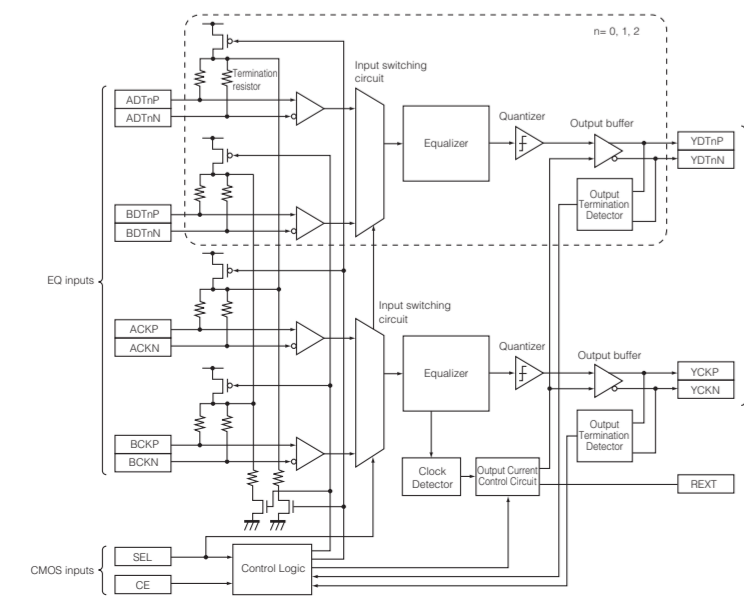 n= 0, 1, 2
Termination
resistor
Input switching
circuit
ADTnP
ADTnN
Equalizer
Quantizer
Output buffer
YDTnP
YDTnN
Output
Termination
Detector
BDTnP
BDTnN
EQ inputs
Input switching
circuit
ACKP
ACKN
Equalizer
Quantizer
Output buffer
YCKP
YCKN
Output
Termination
Detector
BCKP
BCKN
Clock
Detector
Output Current
Control Circuit
REXT
CMOS inputs
SEL
CE
Control Logic